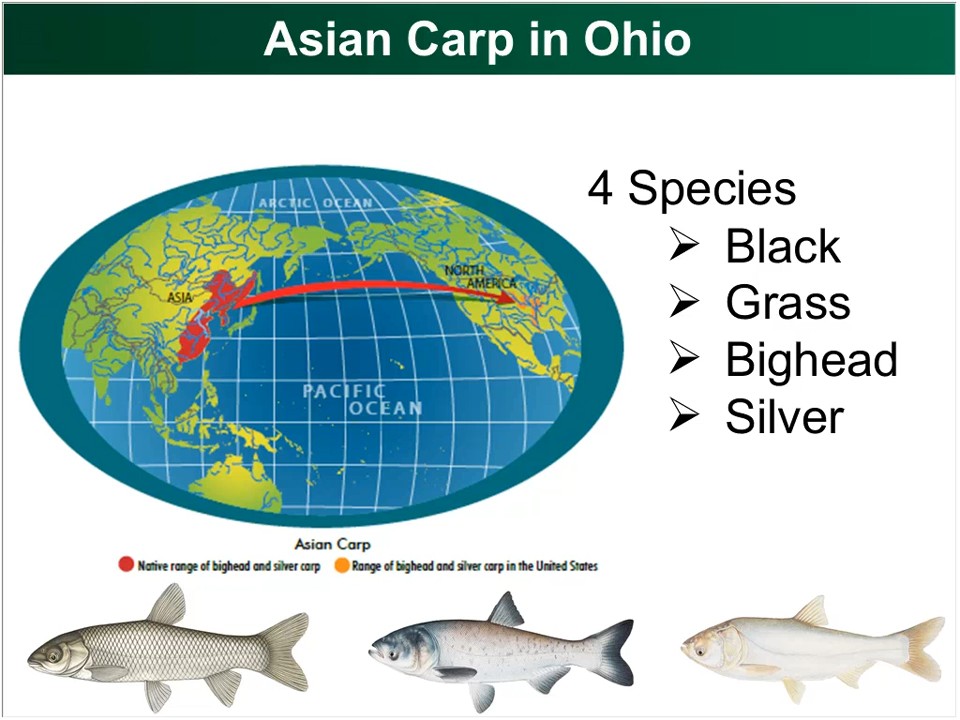 Asian Carp in Ohio
4 Species
➢ Black
➢ Grass
➢ Bighead
➢ Silver
ARCTIC OCEAN
NORTH
AMERICA
ASIA
PACIFIC
OCEAN
Asian Carp
Native range of bighead and silver carp
Range of bighead and silver carp in the United States